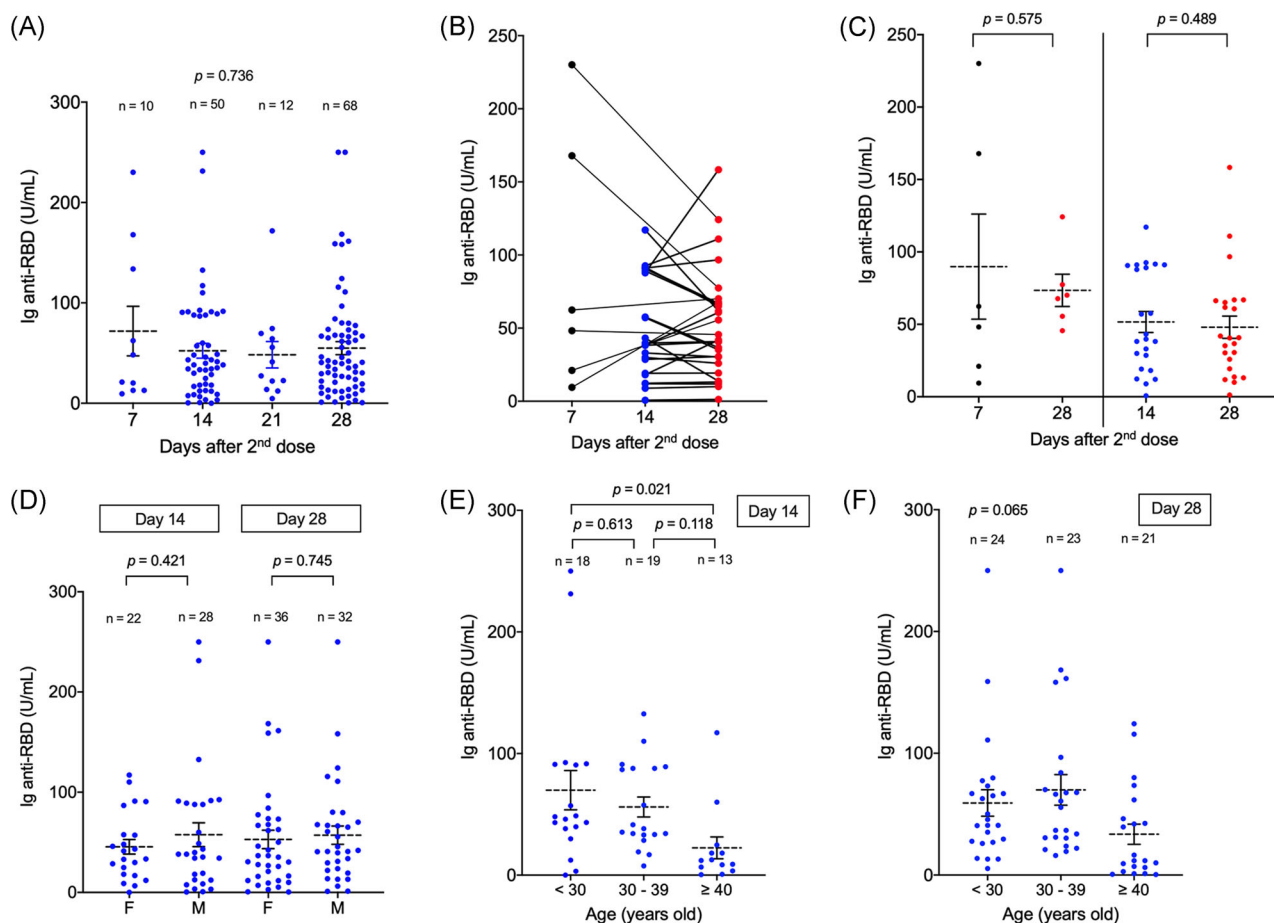 (A)
p = 0.736
n = 10 n = 50 n = 12 n = 68
300
200
100
0
Ig anti-RBD (U/mL)
7 14 21 28
Days after 2nd dose
(B)
250
200
150
100
50
0
Ig anti-RBD (U/mL)
7 14 28
Days after 2nd dose
(C)
p = 0.575 p = 0.489
250
200
150
100
50
0
Ig anti-RBD (U/mL)
7 28 14 28
Days after 2nd dose
(D)
Day 14 Day 28
p = 0.421 p = 0.745
n = 22 n = 28 n = 36 n = 32
300
200
100
0
Ig anti-RBD (U/mL)
F M F M
(E)
p = 0.021
Day 14
p = 0.613 p = 0.118
n = 18 n = 19 n = 13
300
200
100
0
Ig anti-RBD (U/mL)
< 30 30 - 39 ≥ 40
Age (years old)
(F)
p = 0.065
Day 28
n = 24 n = 23 n = 21
300
200
100
0
Ig anti-RBD (U/mL)
< 30 30 - 39 ≥ 40
Age (years old)